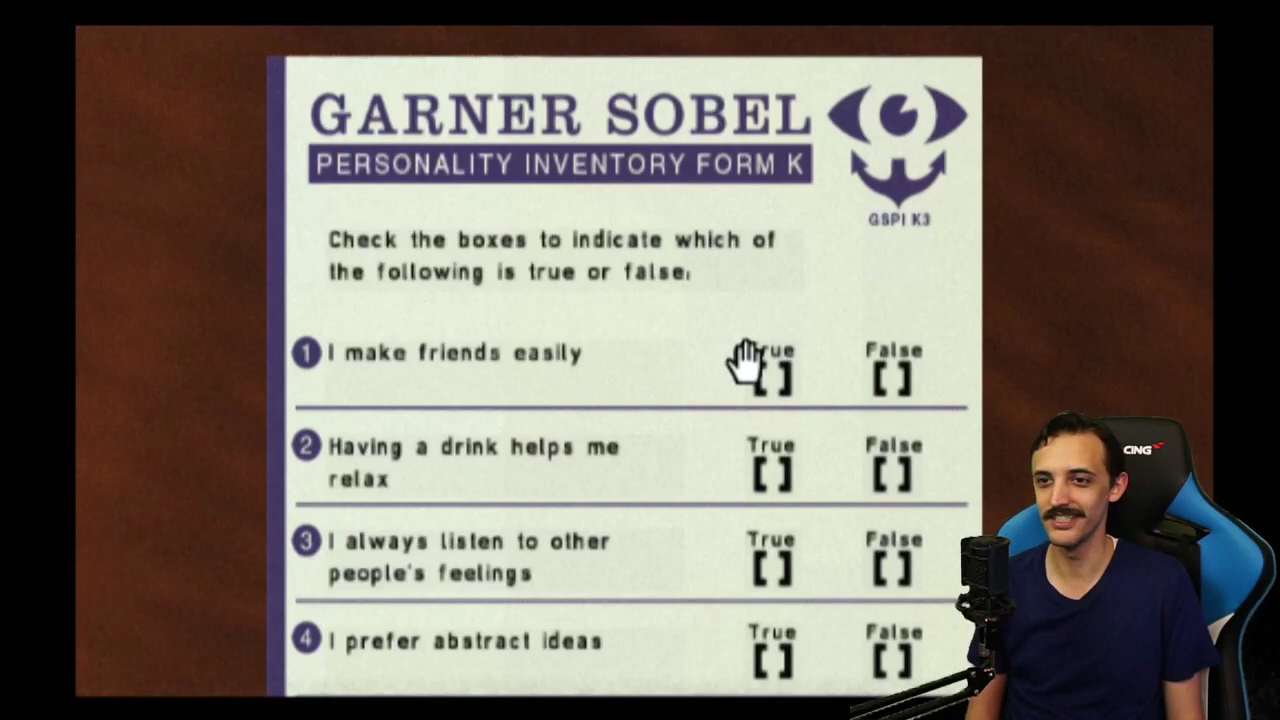 GARNER SOBEL
PERSONALITY INVENTORY FORM K
GSPI K3
Check the boxes to indicate which of
the following is true or false.
1 I make friends easily
True [ ] False [ ]
2 Having a drink helps me
relax
True [ ] False [ ]
3 I always listen to other
people's feelings
True [ ] False [ ]
4 I prefer abstract ideas
True [ ] False [ ]
CING